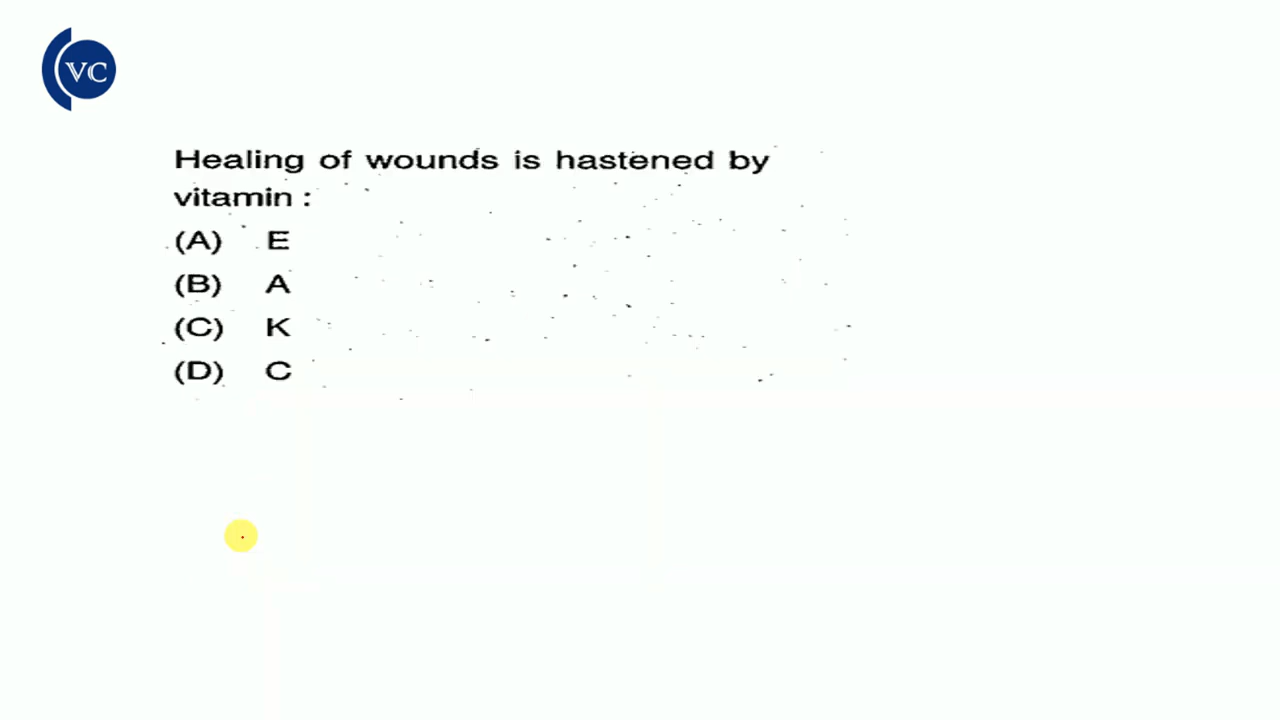 VC
Healing of wounds is hastened by
vitamin :
(A) E
(B) A
(C) K
(D) C